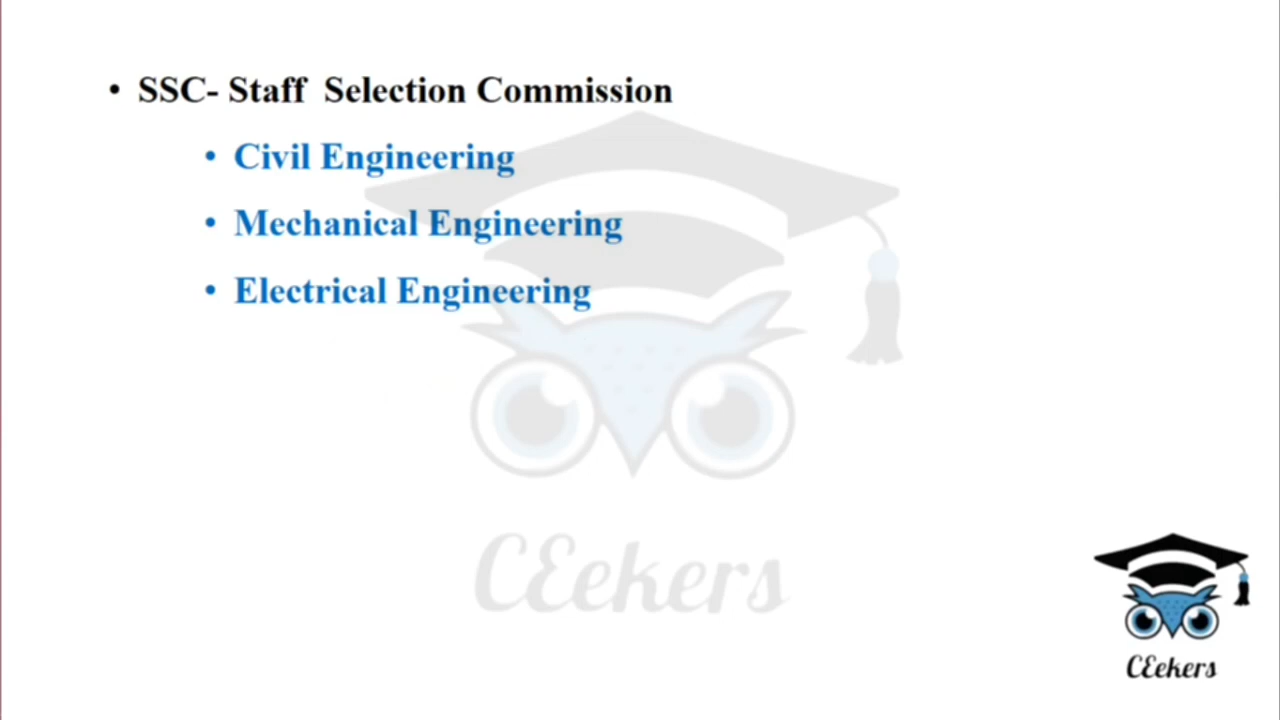 • SSC- Staff Selection Commission
• Civil Engineering
• Mechanical Engineering
• Electrical Engineering
CEekers
CEekers